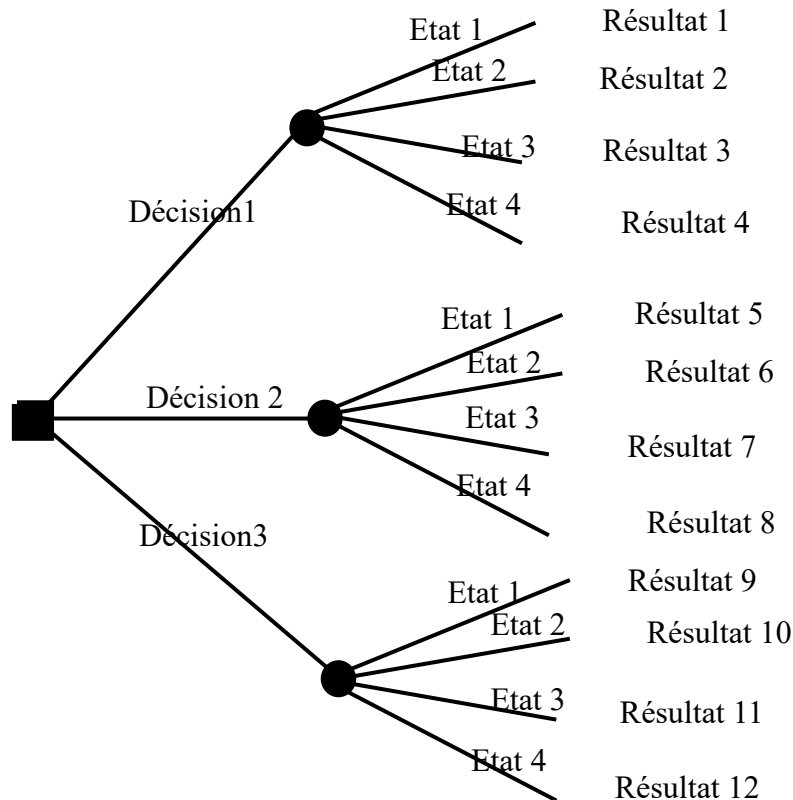 Etat 1
Résultat 1
Etat 2
Résultat 2
Etat 3
Résultat 3
Etat 4
Résultat 4
Décision1
Etat 1
Résultat 5
Etat 2
Résultat 6
Décision 2
Etat 3
Résultat 7
Etat 4
Résultat 8
Décision3
Etat 1
Résultat 9
Etat 2
Résultat 10
Etat 3
Résultat 11
Etat 4
Résultat 12